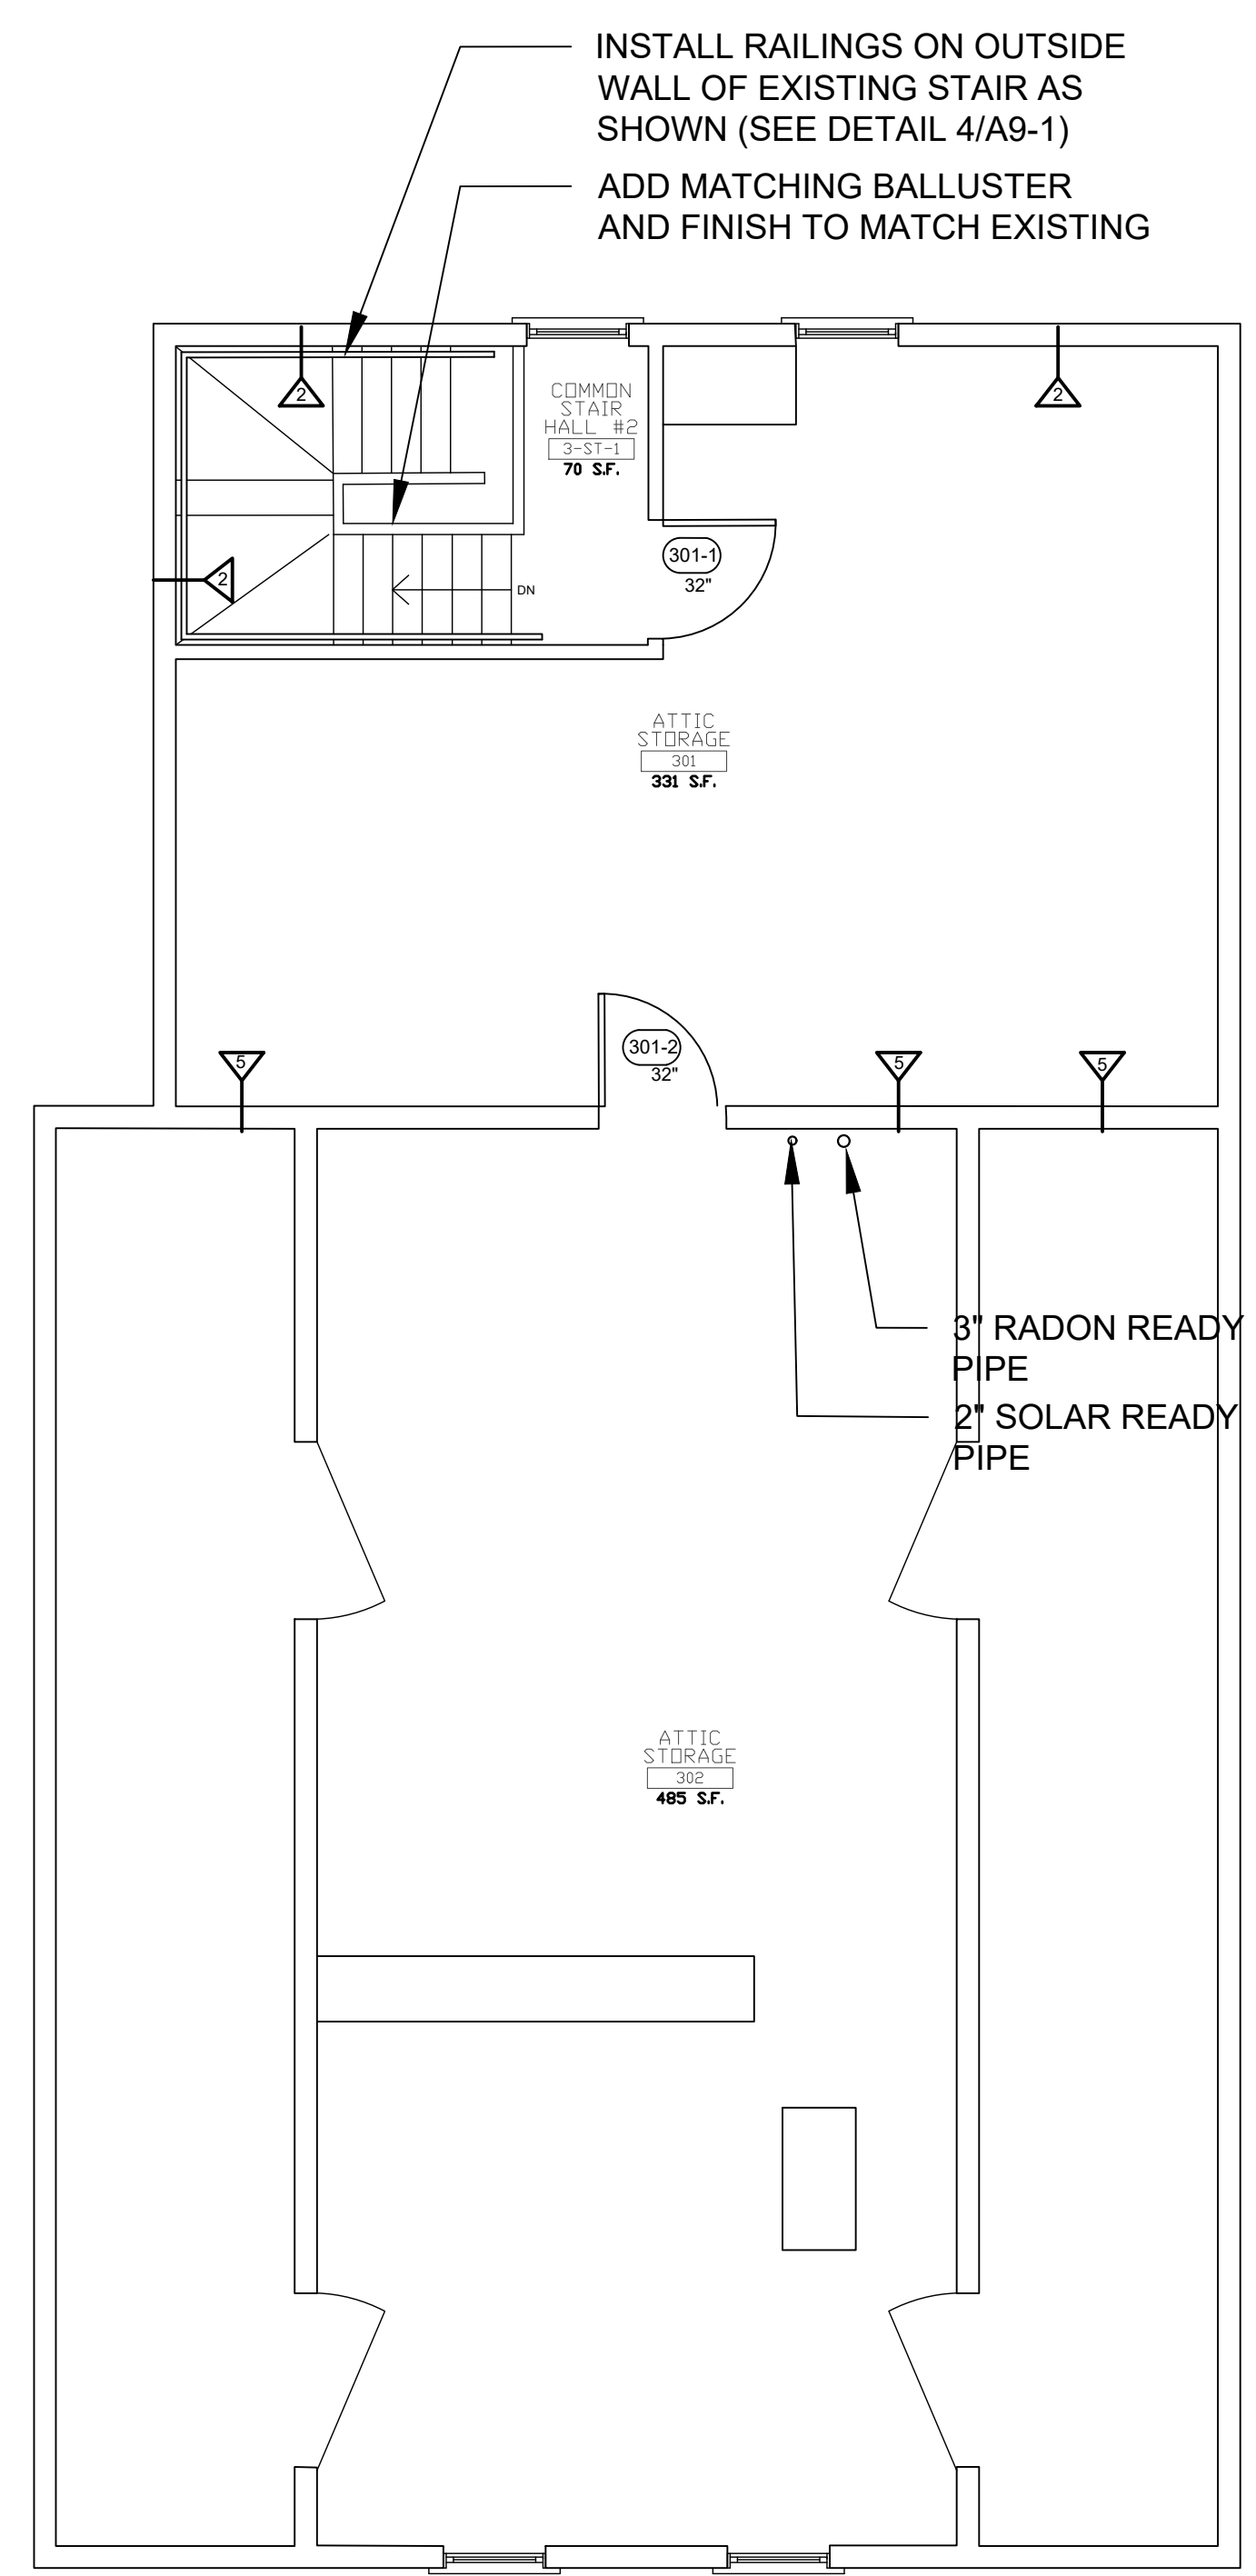 INSTALL RAILINGS ON OUTSIDE
WALL OF EXISTING STAIR AS
SHOWN (SEE DETAIL 4/A9-1)
ADD MATCHING BALLUSTER
AND FINISH TO MATCH EXISTING
2
2
COMMON
STAIR
HALL #2
3-ST-1
70 S.F.
301-1
32"
2
DN
ATTIC
STORAGE
301
331 S.F.
301-2
32"
5
5
5
3" RADON READY
PIPE
2" SOLAR READY
PIPE
ATTIC
STORAGE
302
485 S.F.